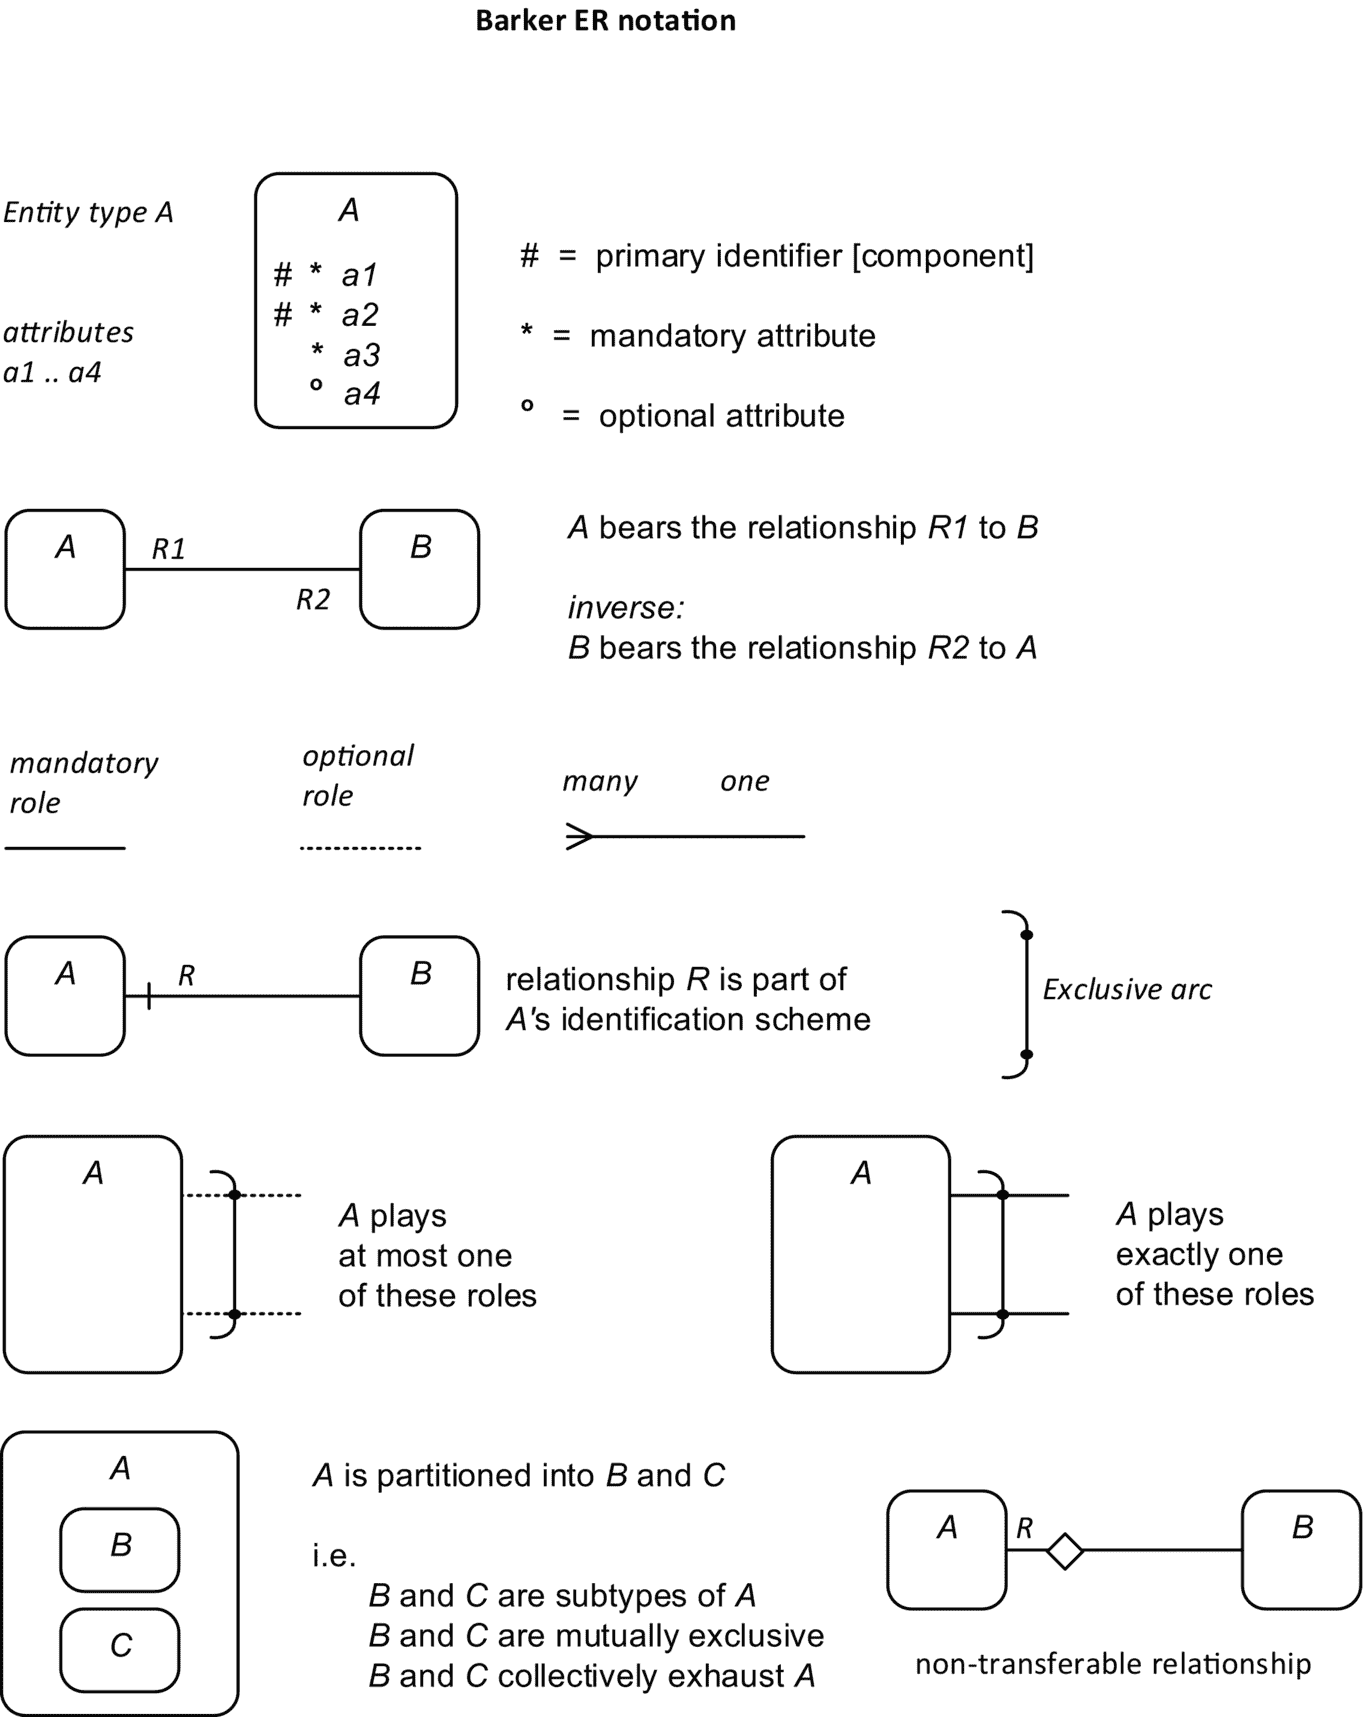 Barker ER notation
Entity type A
A
# * a1
# * a2
* a3
o a4
attributes
a1 .. a4
# = primary identifier [component]
* = mandatory attribute
o = optional attribute
A
R1
R2
B
A bears the relationship R1 to B
inverse:
B bears the relationship R2 to A
mandatory
role
optional
role
many one
A
R
B
relationship R is part of
A's identification scheme
Exclusive arc
A
A plays
at most one
of these roles
A
A plays
exactly one
of these roles
A
B
C
A is partitioned into B and C
i.e.
B and C are subtypes of A
B and C are mutually exclusive
B and C collectively exhaust A
A
R
B
non-transferable relationship